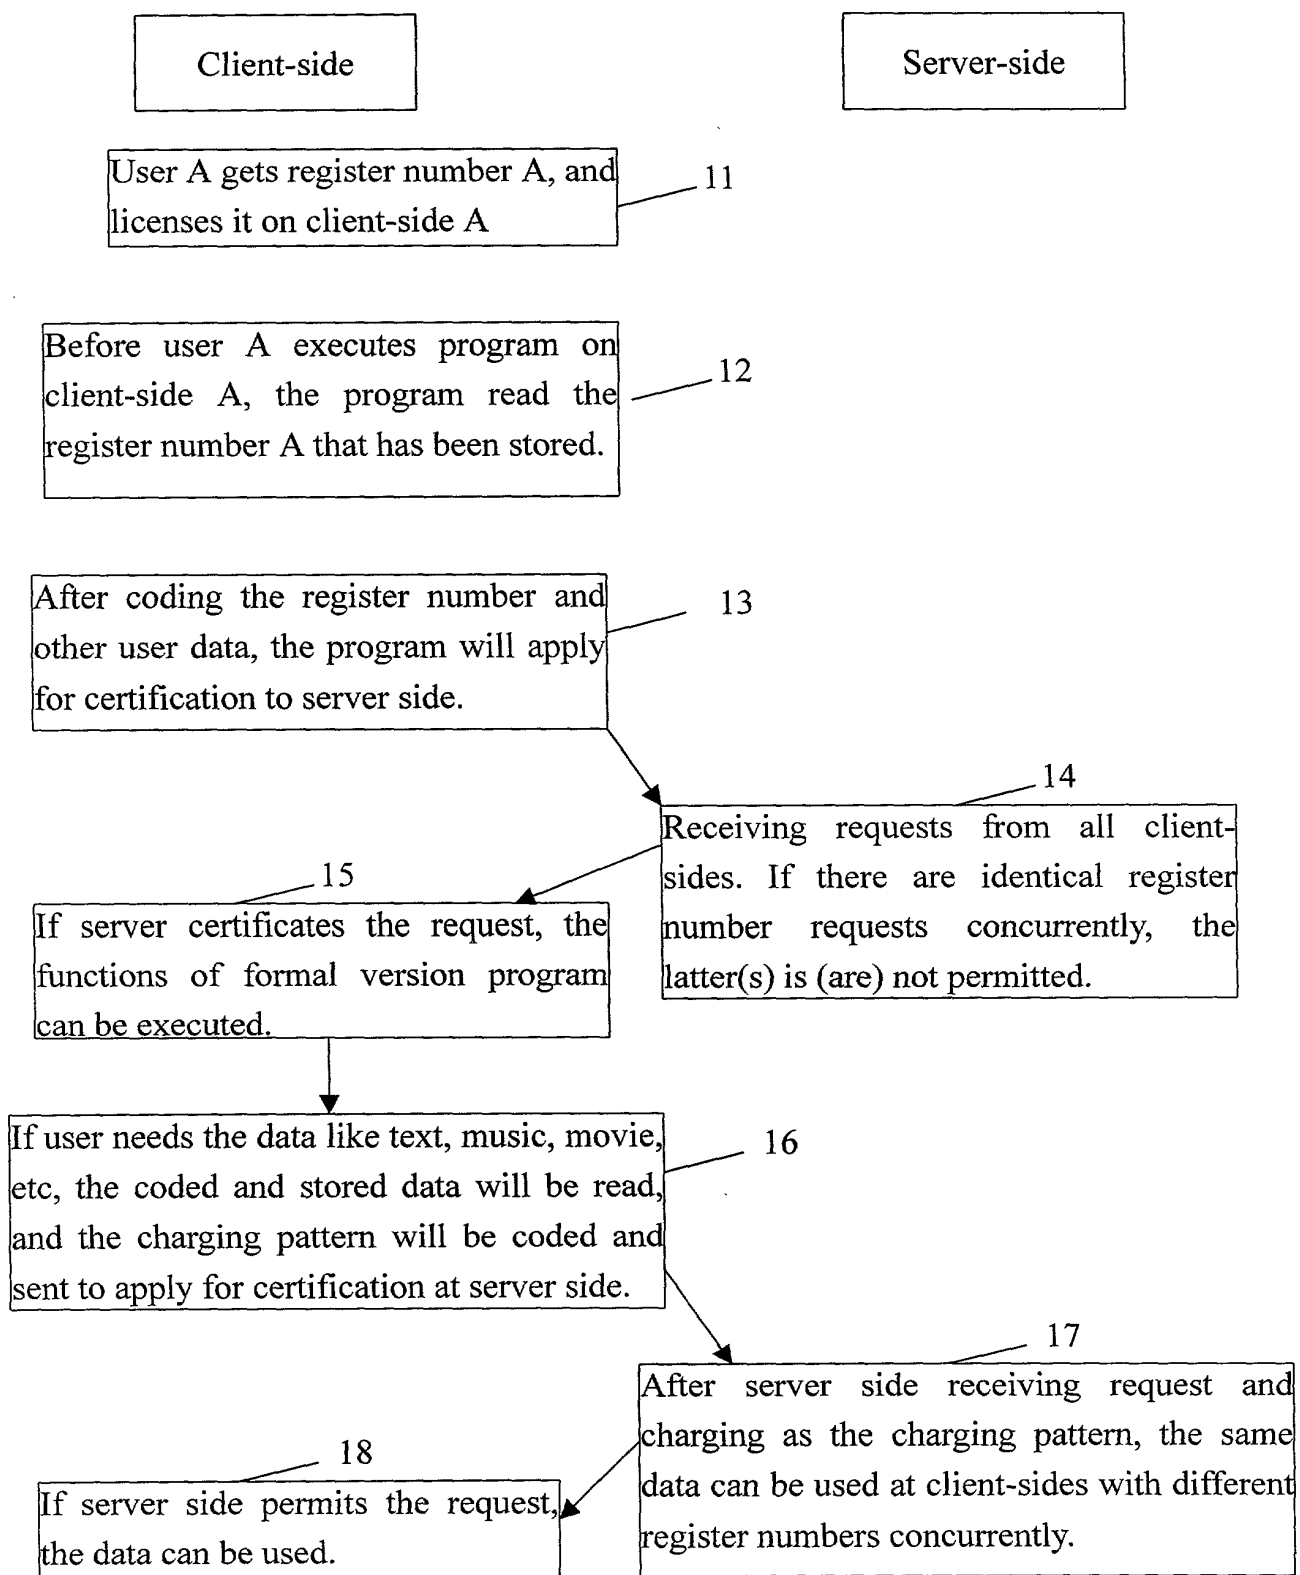 Client-side
Server-side
User A gets register number A, and
licenses it on client-side A
11
Before user A executes program on
client-side A, the program read the
register number A that has been stored.
12
After coding the register number and
other user data, the program will apply
for certification to server side.
13
14
Receiving requests from all client-
sides. If there are identical register
number requests concurrently, the
latter(s) is (are) not permitted.
15
If server certificates the request, the
functions of formal version program
can be executed.
If user needs the data like text, music, movie,
etc, the coded and stored data will be read,
and the charging pattern will be coded and
sent to apply for certification at server side.
16
17
After server side receiving request and
charging as the charging pattern, the same
data can be used at client-sides with different
register numbers concurrently.
18
If server side permits the request,
the data can be used.